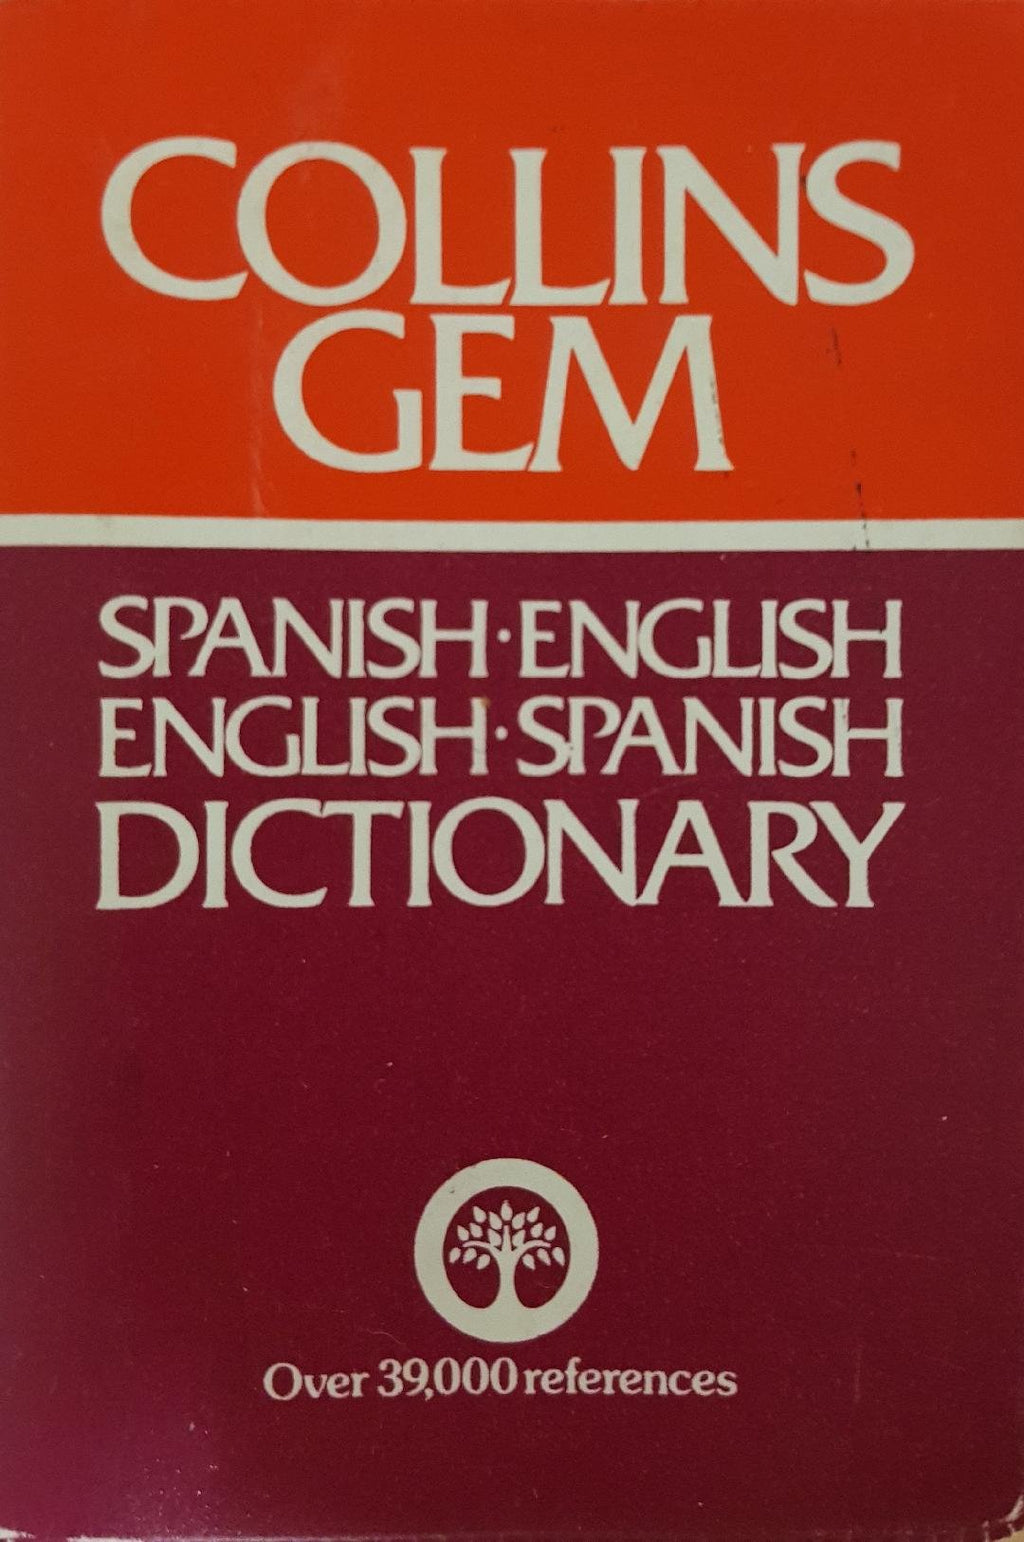 COLLINS
GEM
SPANISH·ENGLISH
ENGLISH·SPANISH
DICTIONARY
Over 39,000 references